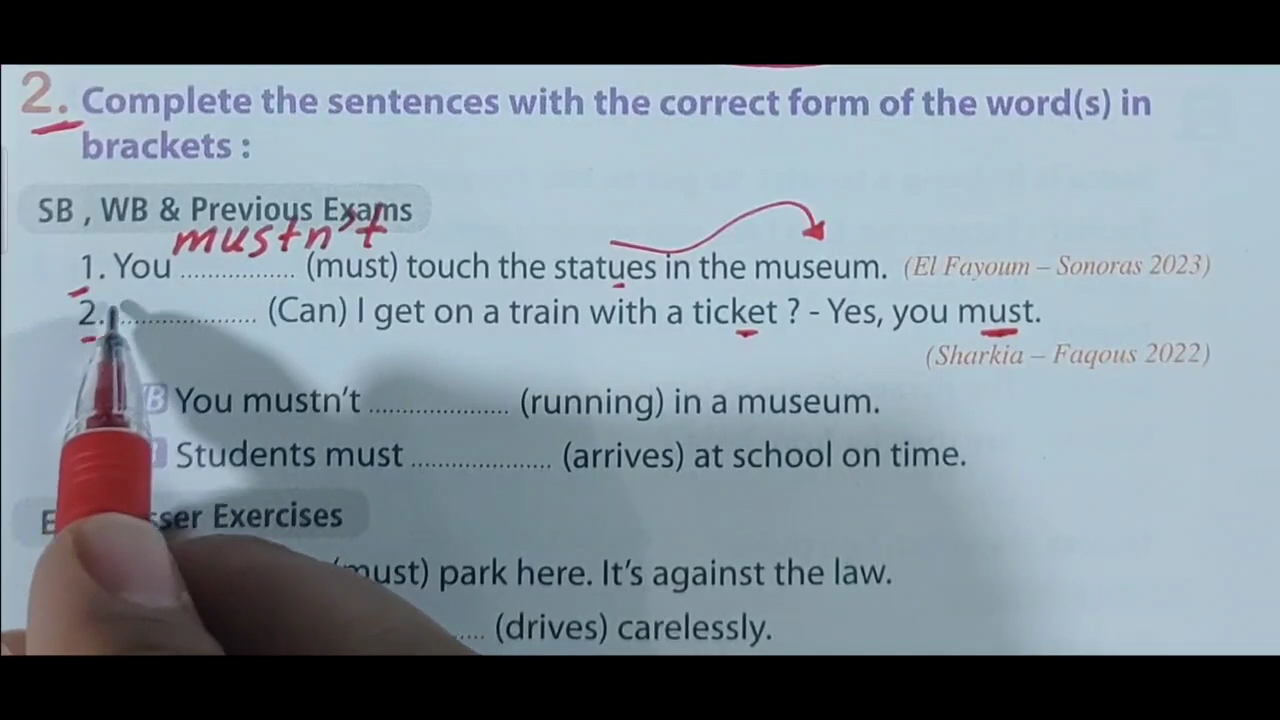 2. Complete the sentences with the correct form of the word(s) in
brackets :
SB , WB & Previous Exams
mustn't
1. You ................ (must) touch the statues in the museum. (El Fayoum – Sonoras 2023)
2. .................... (Can) I get on a train with a ticket ? - Yes, you must.
(Sharkia – Faqous 2022)
B You mustn't .................... (running) in a museum.
Students must .................... (arrives) at school on time.
Exercises
(must) park here. It's against the law.
.... (drives) carelessly.